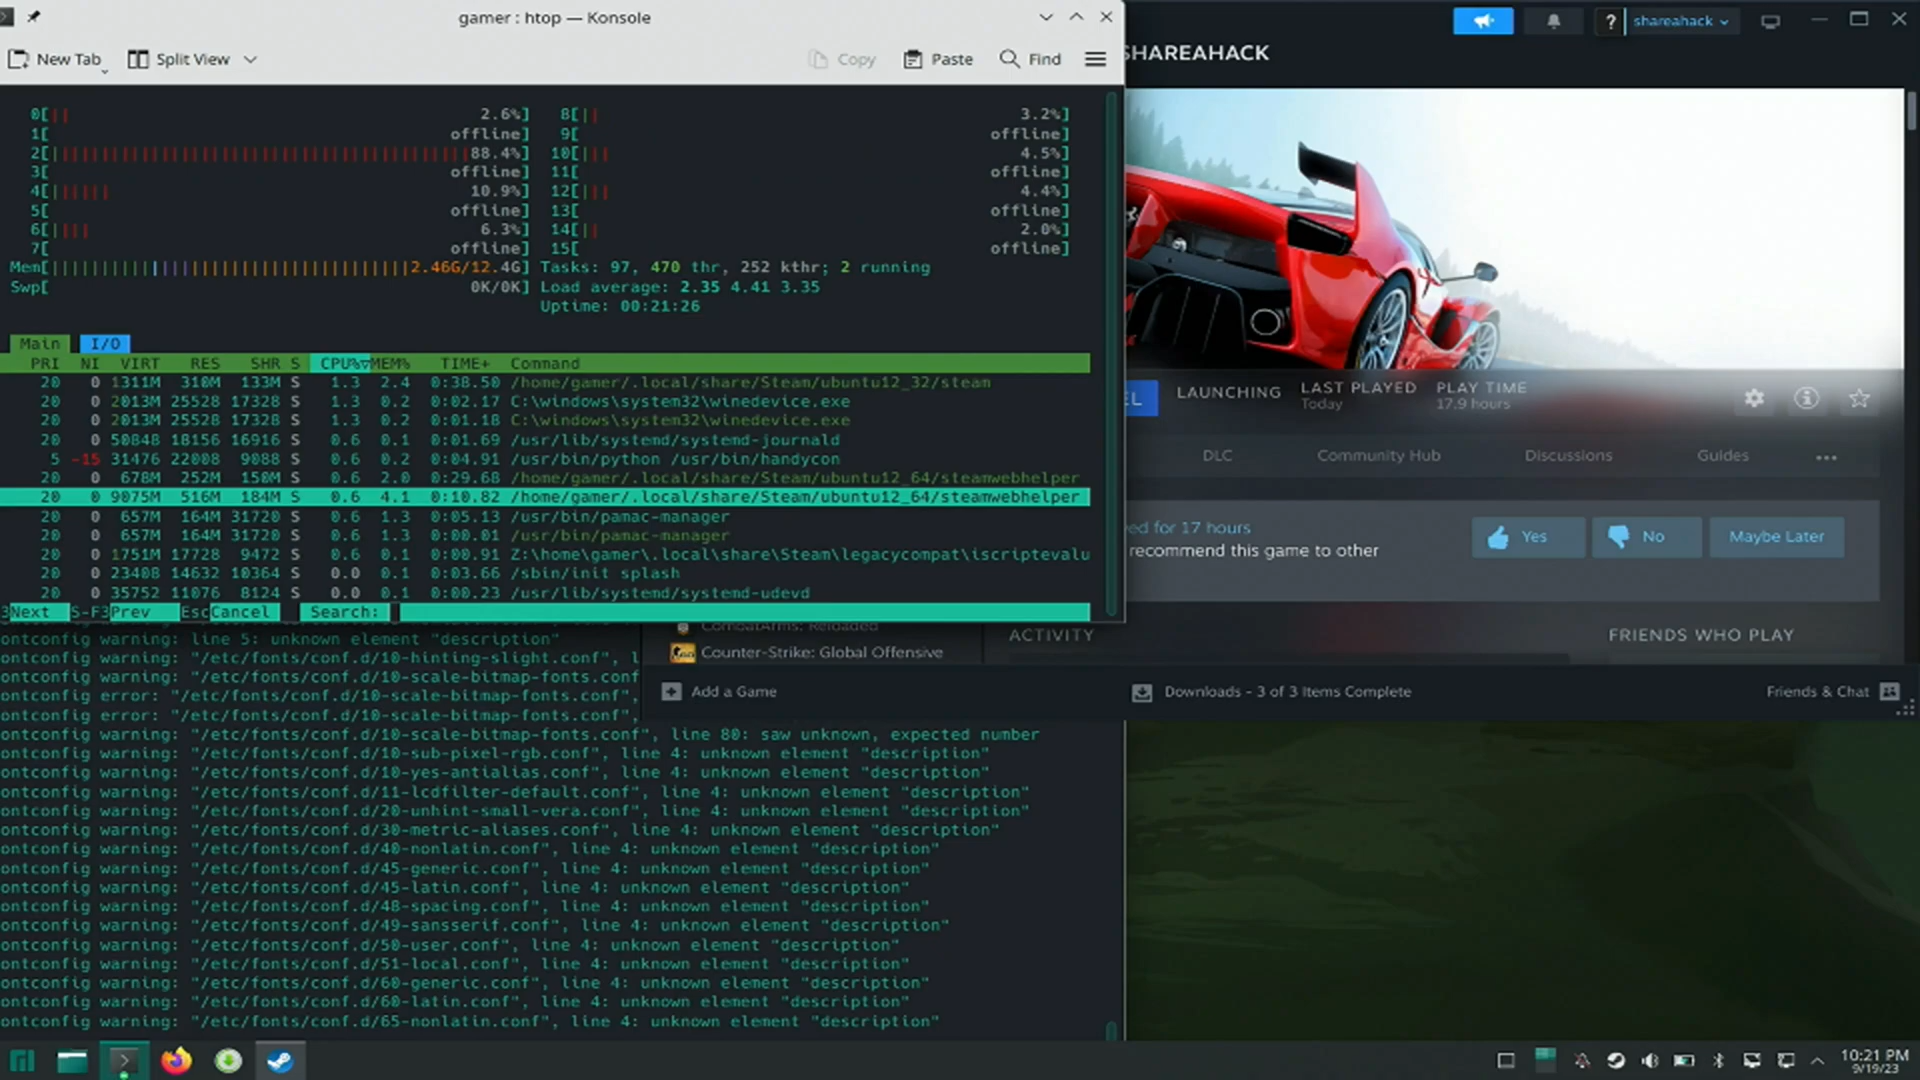 gamer : htop — Konsole
New Tab Split View Copy Paste Find
0[|| 2.6%] 8[|| 3.2%]
1[ offline] 9[ offline]
2[ 88.4%] 10[||| 4.5%]
3[ offline] 11[ offline]
4[|||||| 10.9%] 12[||| 4.4%]
5[ offline] 13[ offline]
6[|||| 6.3%] 14[|| 2.0%]
7[ offline] 15[ offline]
Mem[ 2.46G/12.4G] Tasks: 97, 470 thr, 252 kthr; 2 running
Swp[ 0K/0K] Load average: 2.35 4.41 3.35
Uptime: 00:21:26
Main I/O
PRI NI VIRT RES SHR S CPU%▽MEM% TIME+ Command
20 0 1311M 310M 133M S 1.3 2.4 0:38.50 /home/gamer/.local/share/Steam/ubuntu12_32/steam
20 0 2013M 25528 17328 S 1.3 0.2 0:02.17 C:\windows\system32\winedevice.exe
20 0 2013M 25528 17328 S 1.3 0.2 0:01.18 C:\windows\system32\winedevice.exe
20 0 50848 18156 16916 S 0.6 0.1 0:01.69 /usr/lib/systemd/systemd-journald
5 -15 31476 22008 9088 S 0.6 0.2 0:04.91 /usr/bin/python /usr/bin/handycon
20 0 678M 252M 150M S 0.6 2.0 0:29.68 /home/gamer/.local/share/Steam/ubuntu12_64/steamwebhelper
20 0 9075M 516M 184M S 0.6 4.1 0:10.82 /home/gamer/.local/share/Steam/ubuntu12_64/steamwebhelper
20 0 657M 164M 31720 S 0.6 1.3 0:05.13 /usr/bin/pamac-manager
20 0 657M 164M 31720 S 0.6 1.3 0:00.01 /usr/bin/pamac-manager
20 0 1751M 17728 9472 S 0.6 0.1 0:00.91 Z:\home\gamer\.local\share\Steam\legacycompat\iscriptevalu
20 0 23408 14632 10364 S 0.0 0.1 0:03.66 /sbin/init splash
20 0 35752 11076 8124 S 0.0 0.1 0:00.23 /usr/lib/systemd/systemd-udevd
3Next S-F3Prev EscCancel Search:
ontconfig warning: line 5: unknown element "description"
ontconfig warning: "/etc/fonts/conf.d/10-hinting-slight.conf", l
ontconfig warning: "/etc/fonts/conf.d/10-scale-bitmap-fonts.conf"
ontconfig error: "/etc/fonts/conf.d/10-scale-bitmap-fonts.conf",
ontconfig error: "/etc/fonts/conf.d/10-scale-bitmap-fonts.conf",
ontconfig warning: "/etc/fonts/conf.d/10-scale-bitmap-fonts.conf", line 80: saw unknown, expected number
ontconfig warning: "/etc/fonts/conf.d/10-sub-pixel-rgb.conf", line 4: unknown element "description"
ontconfig warning: "/etc/fonts/conf.d/10-yes-antialias.conf", line 4: unknown element "description"
ontconfig warning: "/etc/fonts/conf.d/11-lcdfilter-default.conf", line 4: unknown element "description"
ontconfig warning: "/etc/fonts/conf.d/20-unhint-small-vera.conf", line 4: unknown element "description"
ontconfig warning: "/etc/fonts/conf.d/30-metric-aliases.conf", line 4: unknown element "description"
ontconfig warning: "/etc/fonts/conf.d/40-nonlatin.conf", line 4: unknown element "description"
ontconfig warning: "/etc/fonts/conf.d/45-generic.conf", line 4: unknown element "description"
ontconfig warning: "/etc/fonts/conf.d/45-latin.conf", line 4: unknown element "description"
ontconfig warning: "/etc/fonts/conf.d/48-spacing.conf", line 4: unknown element "description"
ontconfig warning: "/etc/fonts/conf.d/49-sansserif.conf", line 4: unknown element "description"
ontconfig warning: "/etc/fonts/conf.d/50-user.conf", line 4: unknown element "description"
ontconfig warning: "/etc/fonts/conf.d/51-local.conf", line 4: unknown element "description"
ontconfig warning: "/etc/fonts/conf.d/60-generic.conf", line 4: unknown element "description"
ontconfig warning: "/etc/fonts/conf.d/60-latin.conf", line 4: unknown element "description"
ontconfig warning: "/etc/fonts/conf.d/65-nonlatin.conf", line 4: unknown element "description"
? shareahack
SHAREAHACK
EL LAUNCHING LAST PLAYED PLAY TIME
Today 17.9 hours
DLC Community Hub Discussions Guides •••
ed for 17 hours
recommend this game to other
Yes No Maybe Later
CombatArms: Reloaded
Counter-Strike: Global Offensive
ACTIVITY FRIENDS WHO PLAY
Add a Game Downloads - 3 of 3 Items Complete Friends & Chat
10:21 PM
9/19/23